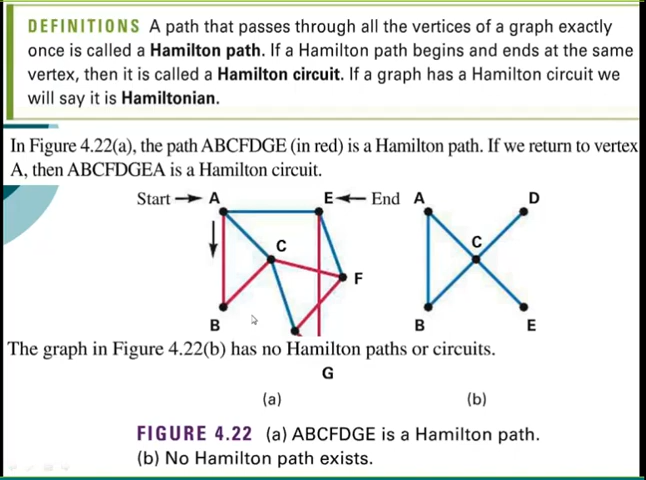 DEFINITIONS A path that passes through all the vertices of a graph exactly
once is called a Hamilton path. If a Hamilton path begins and ends at the same
vertex, then it is called a Hamilton circuit. If a graph has a Hamilton circuit we
will say it is Hamiltonian.
In Figure 4.22(a), the path ABCFDGE (in red) is a Hamilton path. If we return to vertex
A, then ABCFDGEA is a Hamilton circuit.
Start A E End A D
C C
F
B B E
The graph in Figure 4.22(b) has no Hamilton paths or circuits.
G
(a) (b)
FIGURE 4.22 (a) ABCFDGE is a Hamilton path.
(b) No Hamilton path exists.